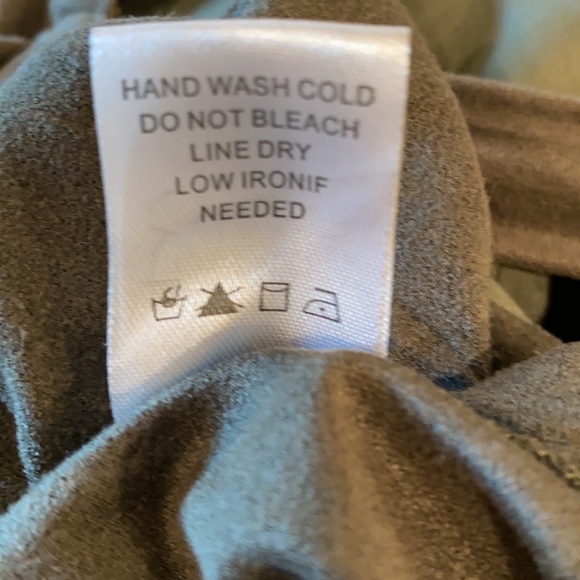 HAND WASH COLD
DO NOT BLEACH
LINE DRY
LOW IRONIF
NEEDED